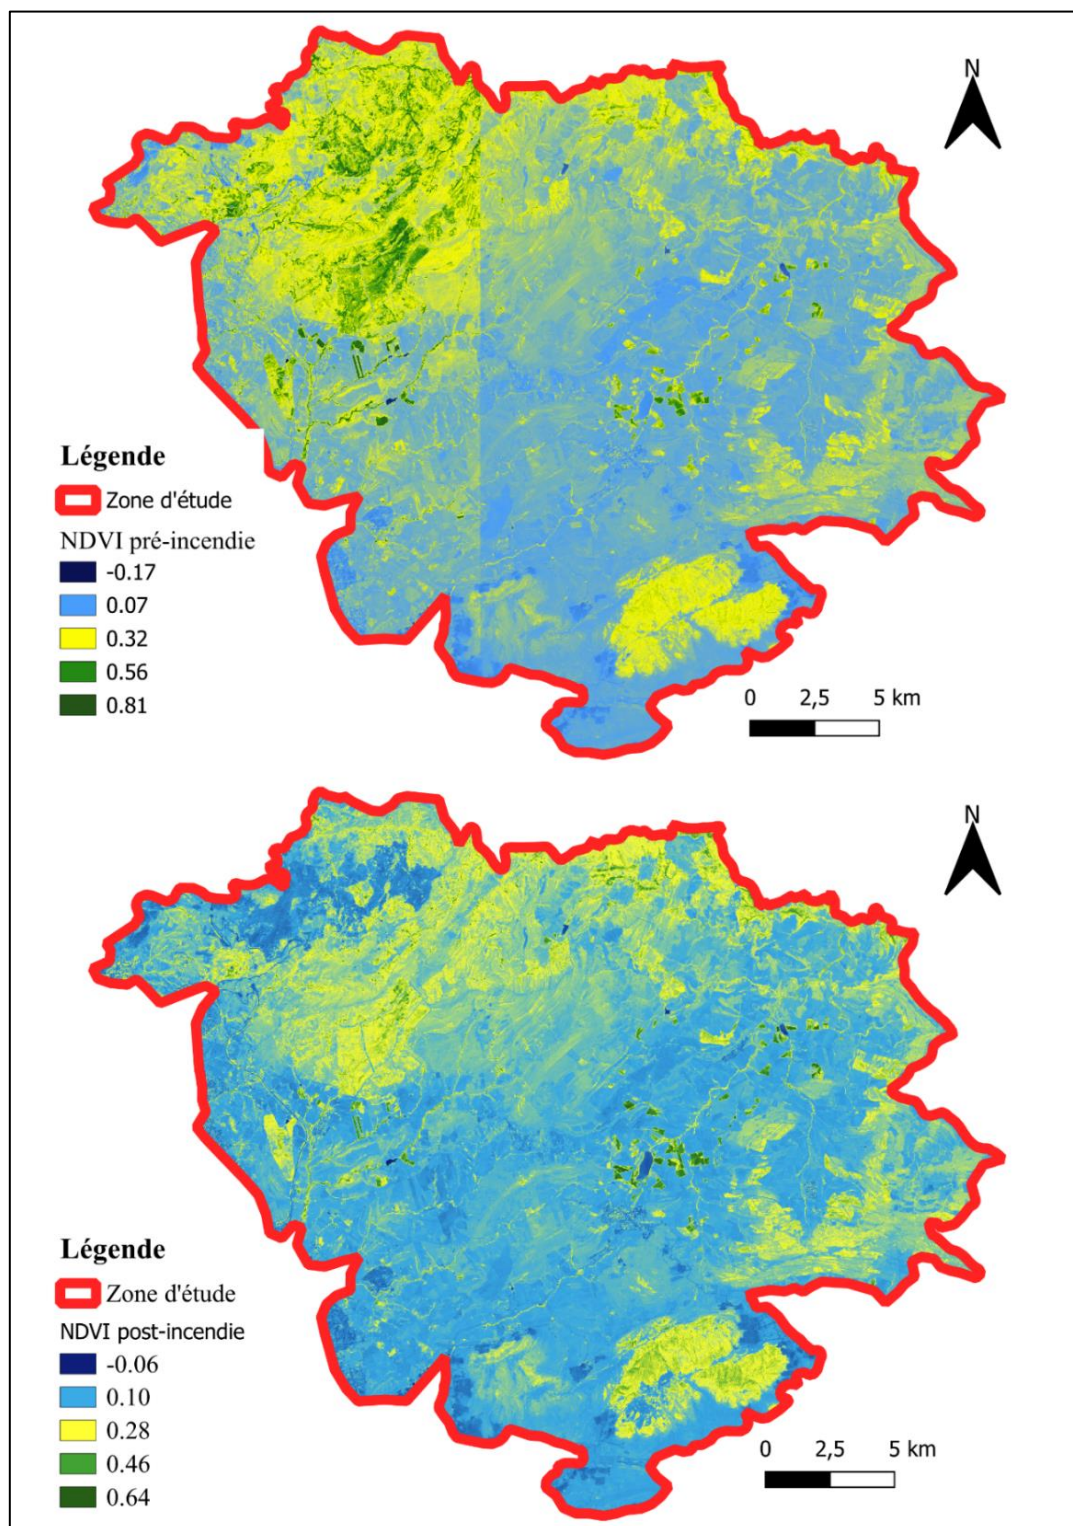 N
Légende
Zone d'étude
NDVI pré-incendie
-0.17
0.07
0.32
0.56
0.81
0 2,5 5 km
N
Légende
Zone d'étude
NDVI post-incendie
-0.06
0.10
0.28
0.46
0.64
0 2,5 5 km